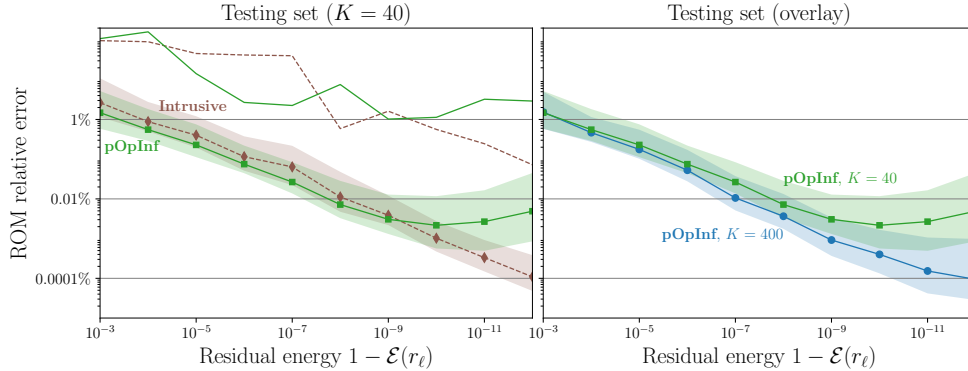 Testing set (K = 40)
Testing set (overlay)
ROM relative error
1%
0.01%
0.0001%
Intrusive
pOpInf
pOpInf, K = 40
pOpInf, K = 400
10⁻³ 10⁻⁵ 10⁻⁷ 10⁻⁹ 10⁻¹¹
10⁻³ 10⁻⁵ 10⁻⁷ 10⁻⁹ 10⁻¹¹
Residual energy 1 − ℰ(r_ℓ)
Residual energy 1 − ℰ(r_ℓ)